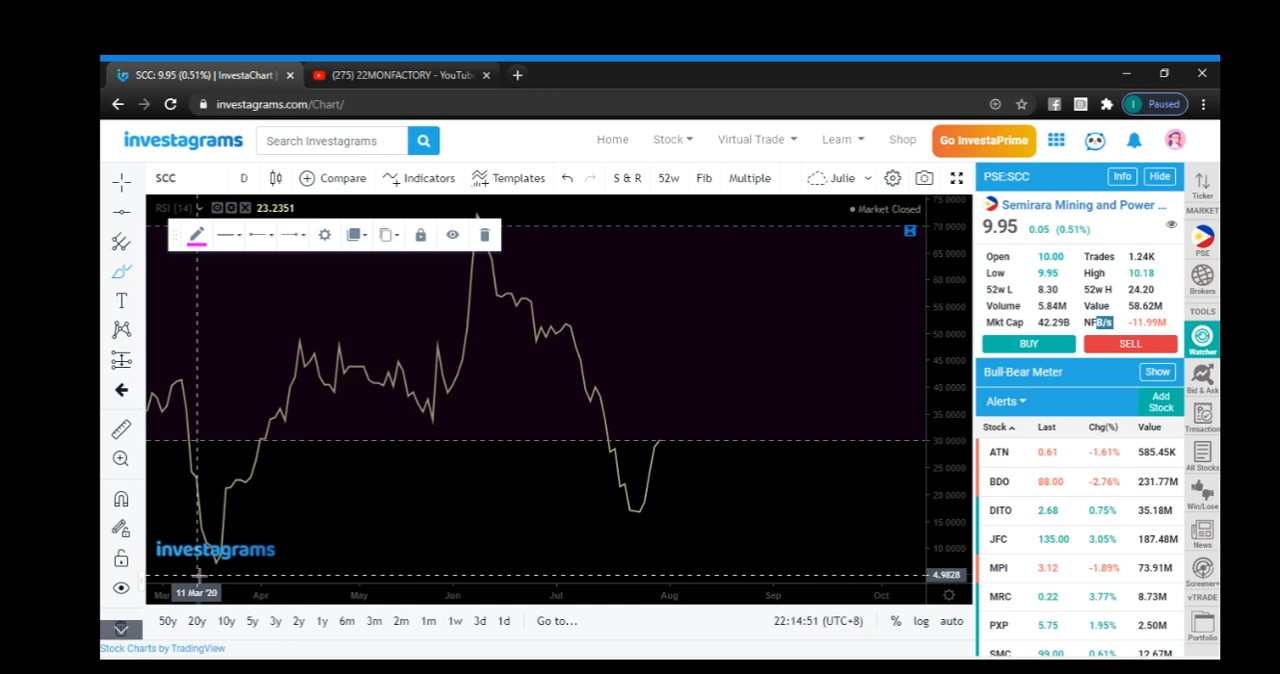 SCC: 9.95 (0.51%) | InvestaChart |
(275) 22MONFACTORY - YouTub
investagrams.com/Chart/
I Paused
investagrams
Search Investagrams
Home
Stock
Virtual Trade
Learn
Shop
Go InvestaPrime
SCC
D
Compare
Indicators
Templates
S & R
52w
Fib
Multiple
Julie
RSI (14)
23.2351
Market Closed
75.0000
70.0000
65.0000
60.0000
55.0000
50.0000
45.0000
40.0000
35.0000
30.0000
25.0000
20.0000
15.0000
10.0000
4.9828
investagrams
Mar
11 Mar '20
Apr
May
Jun
Jul
Aug
Sep
Oct
50y 20y 10y 5y 3y 2y 1y 6m 3m 2m 1m 1w 3d 1d Go to...
22:14:51 (UTC+8)
% log auto
Stock Charts by TradingView
PSE:SCC
Info
Hide
Semirara Mining and Power ...
9.95 0.05 (0.51%)
Open 10.00 Trades 1.24K
Low 9.95 High 10.18
52w L 8.30 52w H 24.20
Volume 5.84M Value 58.62M
Mkt Cap 42.29B NFB/s -11.99M
BUY
SELL
Bull-Bear Meter
Show
Alerts
Add
Stock
Stock Last Chg(%) Value
ATN 0.61 -1.61% 585.45K
BDO 88.00 -2.76% 231.77M
DITO 2.68 0.75% 35.18M
JFC 135.00 3.05% 187.48M
MPI 3.12 -1.89% 73.91M
MRC 0.22 3.77% 8.73M
PXP 5.75 1.95% 2.50M
SMC 99.00 0.61% 12.67M
Ticker
MARKET
PSE
Brokers
TOOLS
Watcher
Bid & Ask
Transaction
All Stocks
Win/Lose
News
Screener+
vTRADE
Portfolio